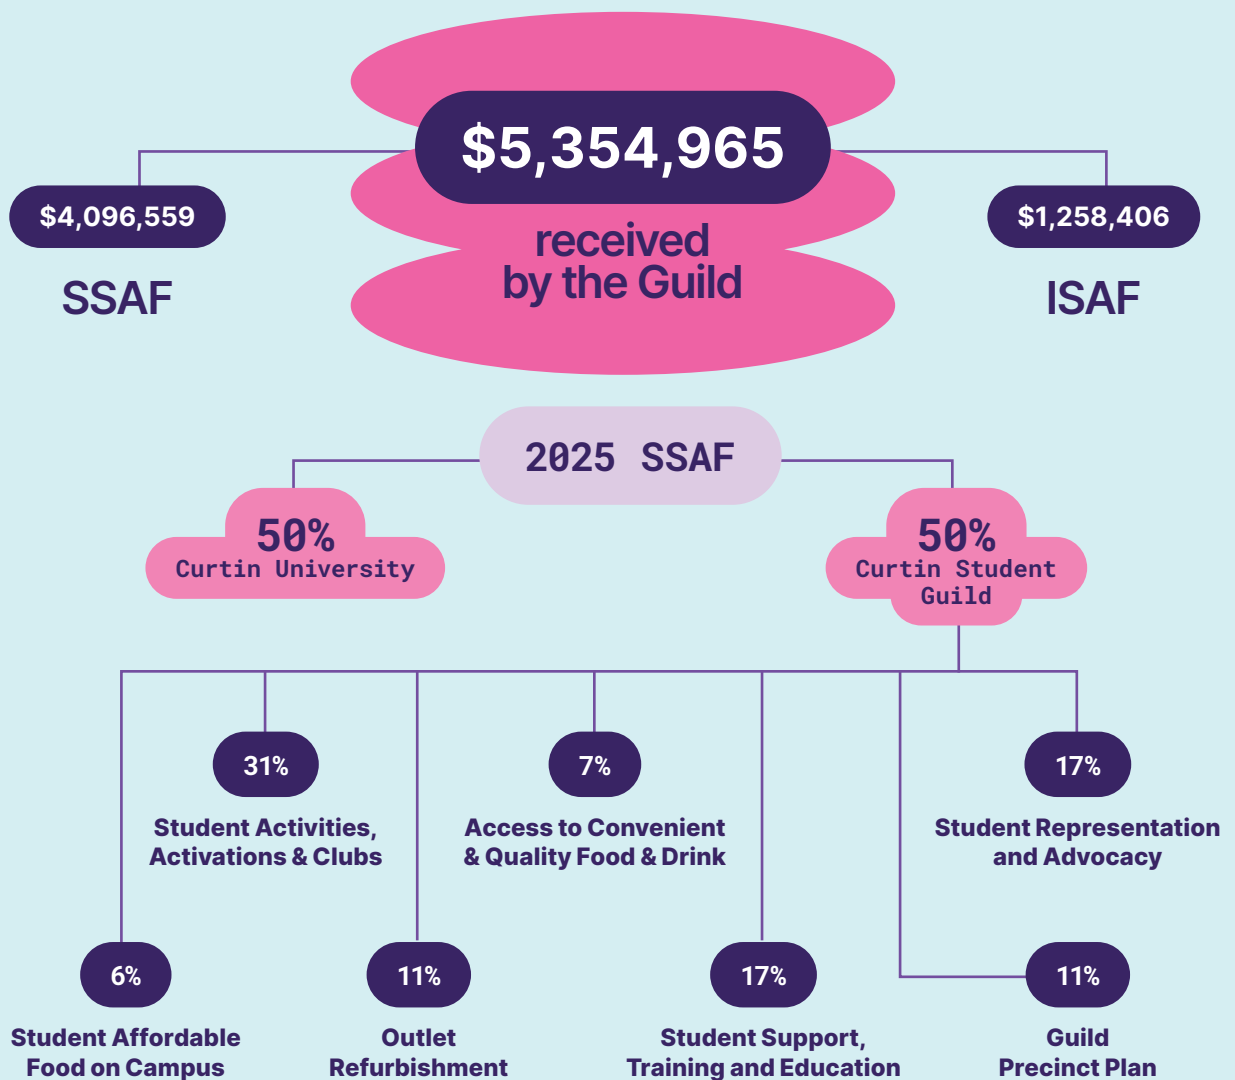 $5,354,965
received
by the Guild
$4,096,559
SSAF
$1,258,406
ISAF
2025 SSAF
50%
Curtin University
50%
Curtin Student
Guild
31%
Student Activities,
Activations & Clubs
7%
Access to Convenient
& Quality Food & Drink
17%
Student Representation
and Advocacy
6%
Student Affordable
Food on Campus
11%
Outlet
Refurbishment
17%
Student Support,
Training and Education
11%
Guild
Precinct Plan